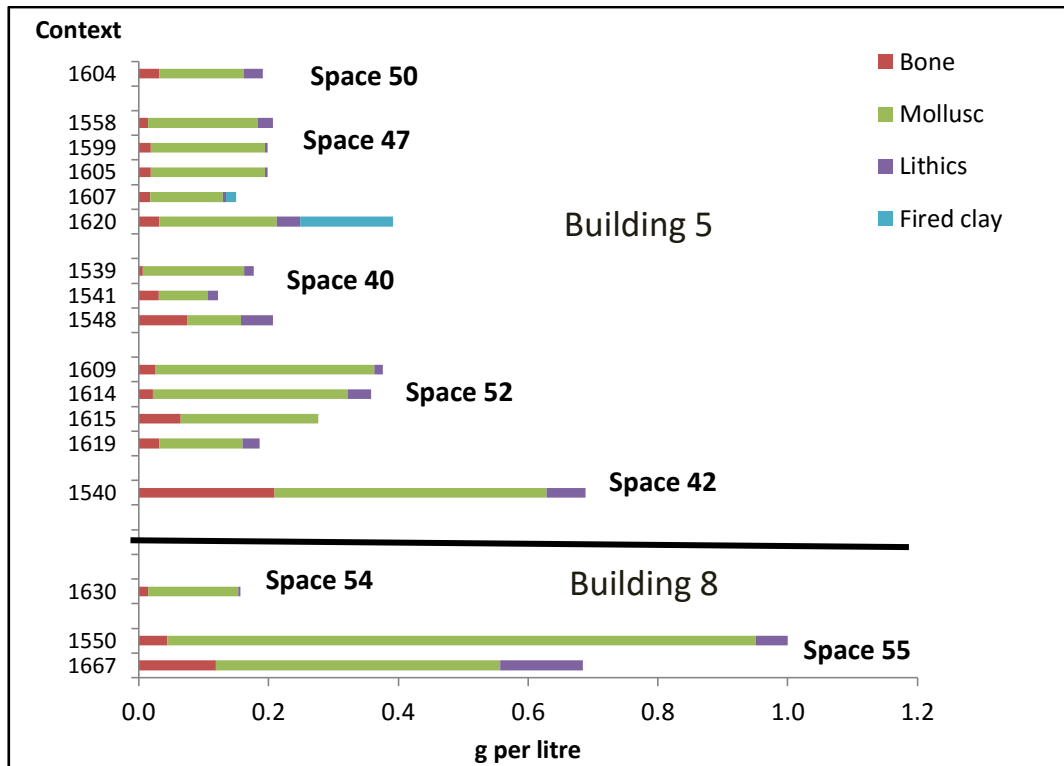 Context
1604
Space 50
Bone
Mollusc
Lithics
Fired clay
1558
1599
1605
1607
1620
Space 47
Building 5
1539
1541
1548
Space 40
1609
1614
1615
1619
Space 52
1540
Space 42
1630
Space 54
Building 8
1550
1667
Space 55
0.0 0.2 0.4 0.6 0.8 1.0 1.2
g per litre